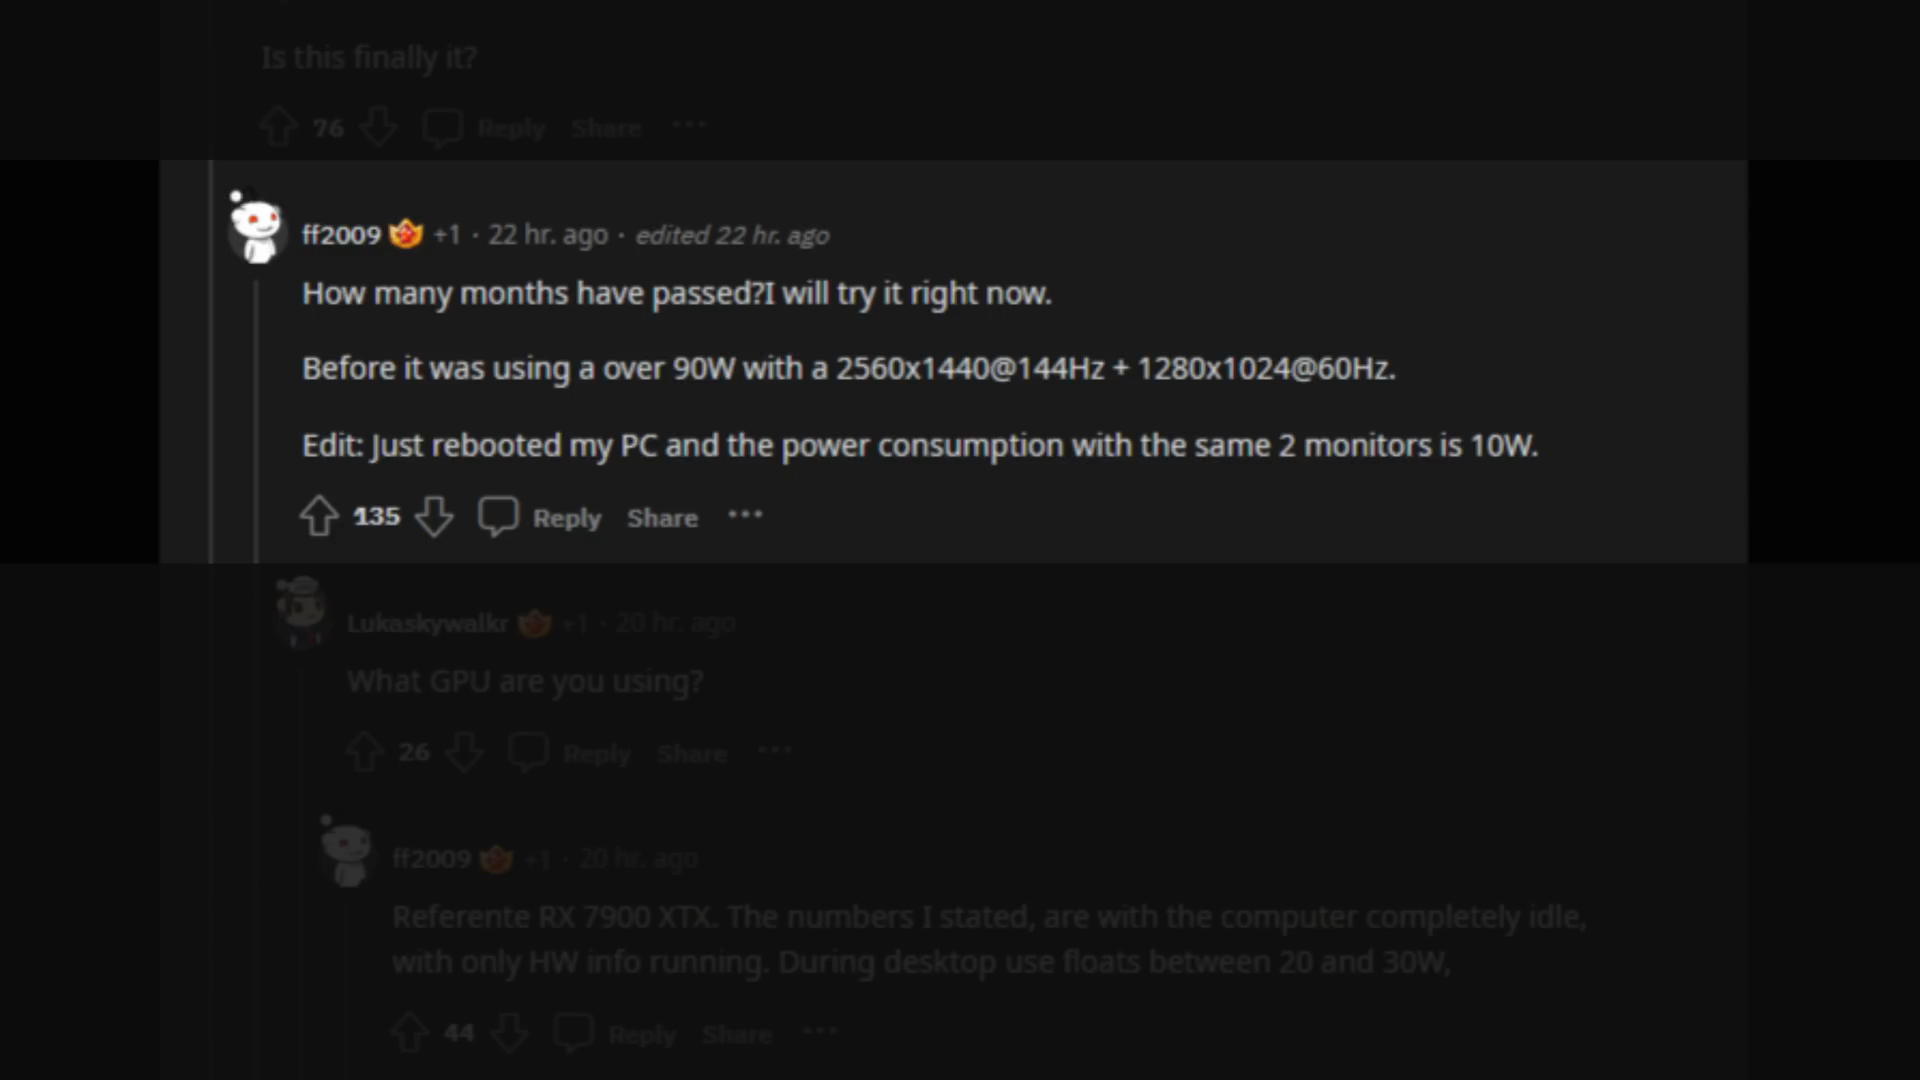 Is this finally it?
76 Reply Share ...
ff2009 +1 · 22 hr. ago · edited 22 hr. ago
How many months have passed?I will try it right now.
Before it was using a over 90W with a 2560x1440@144Hz + 1280x1024@60Hz.
Edit: Just rebooted my PC and the power consumption with the same 2 monitors is 10W.
135 Reply Share ...
Lukaskywalkr +1 · 20 hr. ago
What GPU are you using?
26 Reply Share ...
ff2009 +1 · 20 hr. ago
Referente RX 7900 XTX. The numbers I stated, are with the computer completely idle,
with only HW info running. During desktop use floats between 20 and 30W,
44 Reply Share ...